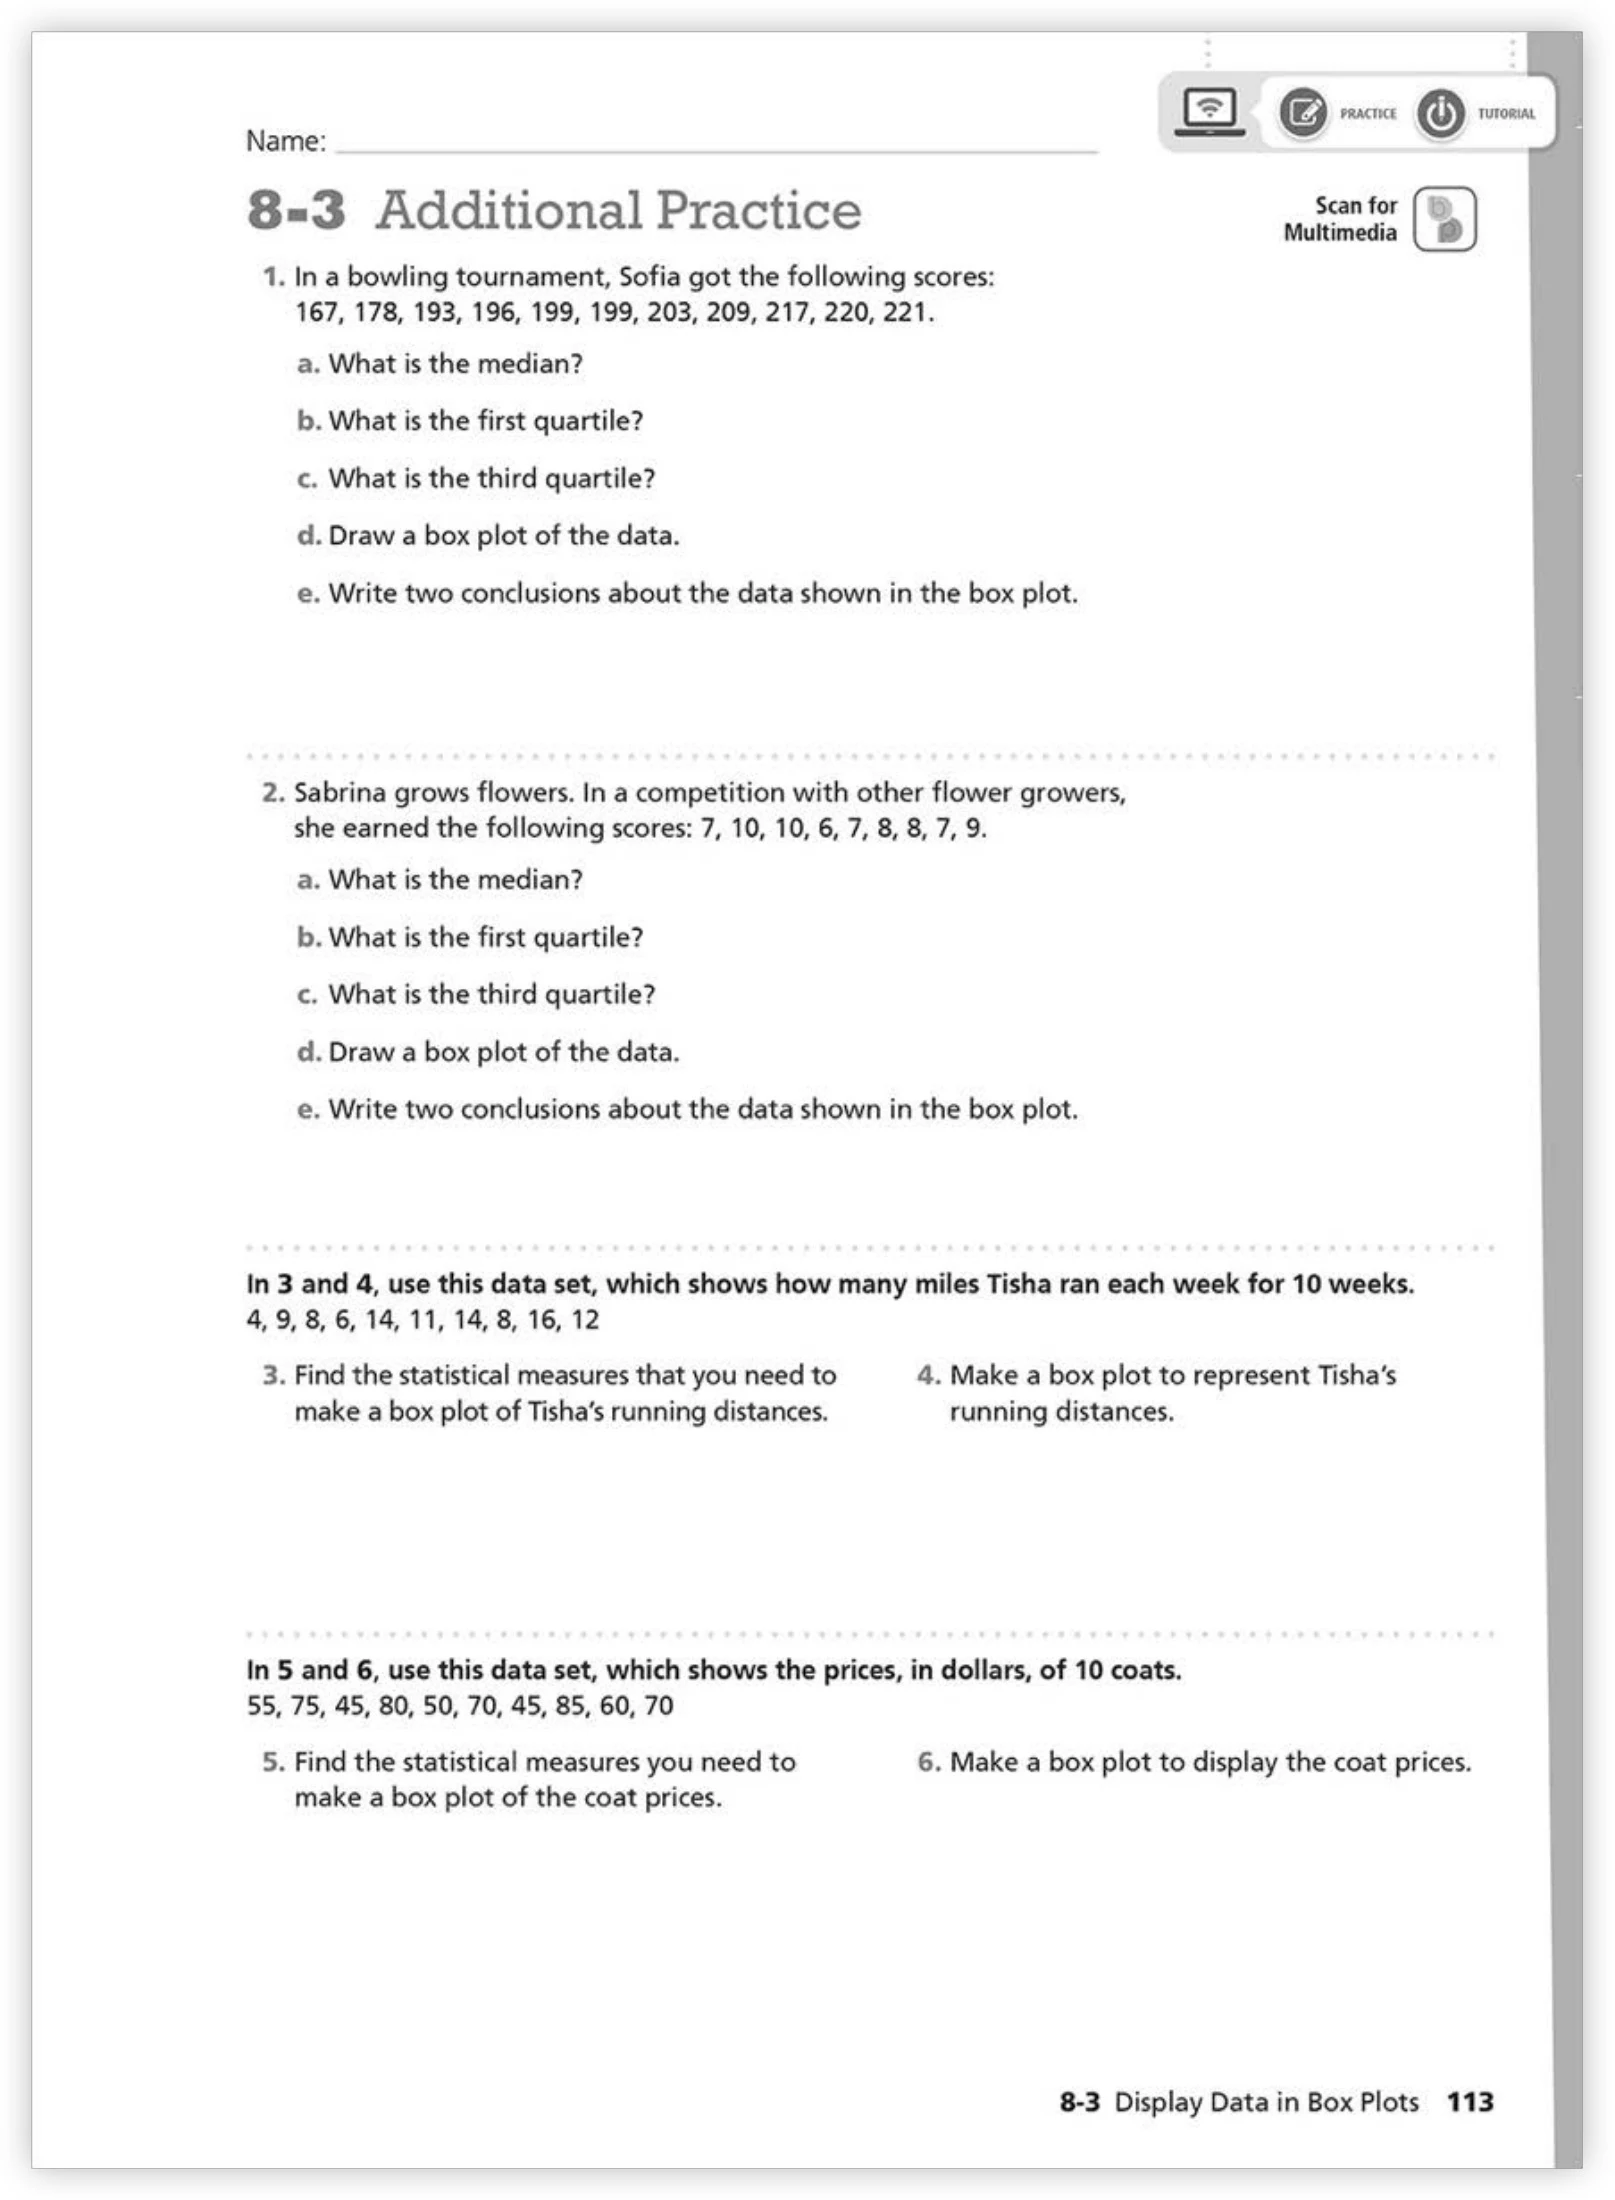 PRACTICE
TUTORIAL
Name:
8-3 Additional Practice
Scan for
Multimedia
1. In a bowling tournament, Sofia got the following scores:
167, 178, 193, 196, 199, 199, 203, 209, 217, 220, 221.
a. What is the median?
b. What is the first quartile?
c. What is the third quartile?
d. Draw a box plot of the data.
e. Write two conclusions about the data shown in the box plot.
2. Sabrina grows flowers. In a competition with other flower growers,
she earned the following scores: 7, 10, 10, 6, 7, 8, 8, 7, 9.
a. What is the median?
b. What is the first quartile?
c. What is the third quartile?
d. Draw a box plot of the data.
e. Write two conclusions about the data shown in the box plot.
In 3 and 4, use this data set, which shows how many miles Tisha ran each week for 10 weeks.
4, 9, 8, 6, 14, 11, 14, 8, 16, 12
3. Find the statistical measures that you need to
make a box plot of Tisha’s running distances.
4. Make a box plot to represent Tisha’s
running distances.
In 5 and 6, use this data set, which shows the prices, in dollars, of 10 coats.
55, 75, 45, 80, 50, 70, 45, 85, 60, 70
5. Find the statistical measures you need to
make a box plot of the coat prices.
6. Make a box plot to display the coat prices.
8-3 Display Data in Box Plots 113